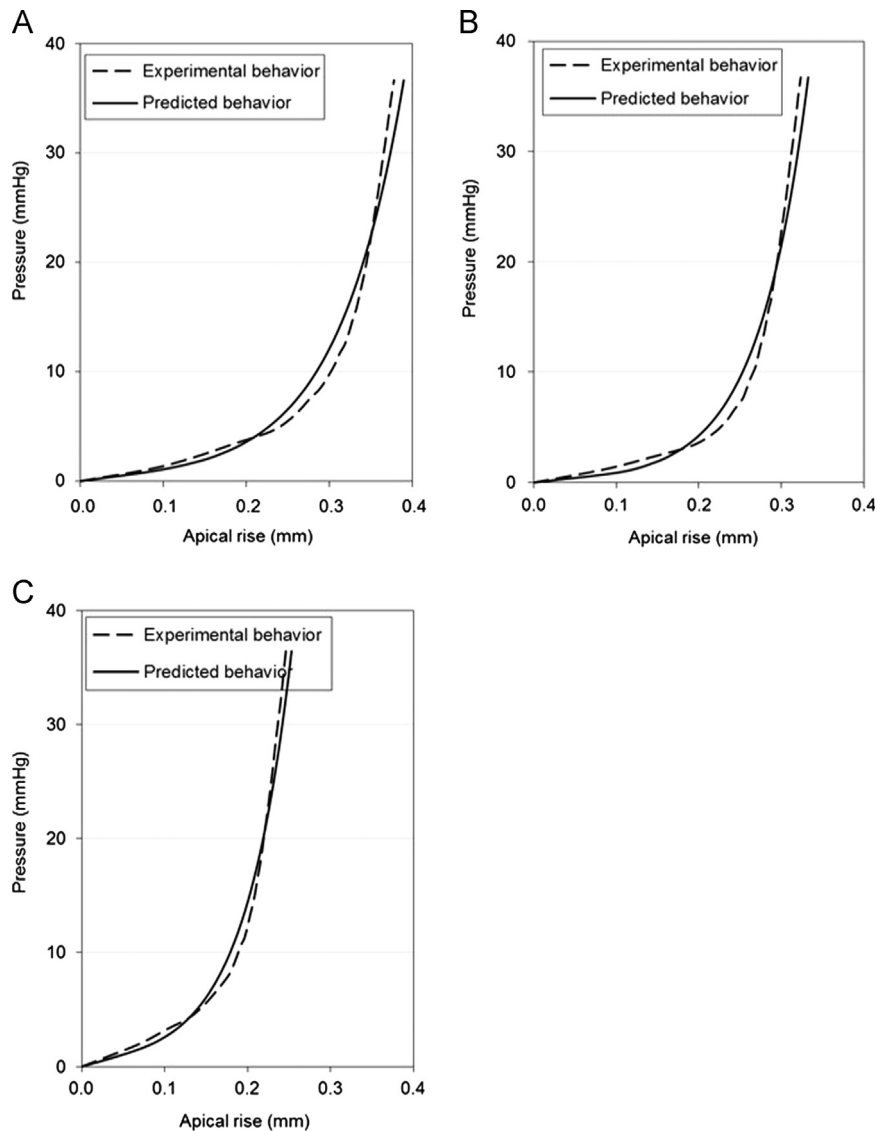 A
40
Experimental behavior
Predicted behavior
30
Pressure (mmHg)
20
10
0
0.0 0.1 0.2 0.3 0.4
Apical rise (mm)
B
40
Experimental behavior
Predicted behavior
30
Pressure (mmHg)
20
10
0
0.0 0.1 0.2 0.3 0.4
Apical rise (mm)
C
40
Experimental behavior
Predicted behavior
30
Pressure (mmHg)
20
10
0
0.0 0.1 0.2 0.3 0.4
Apical rise (mm)